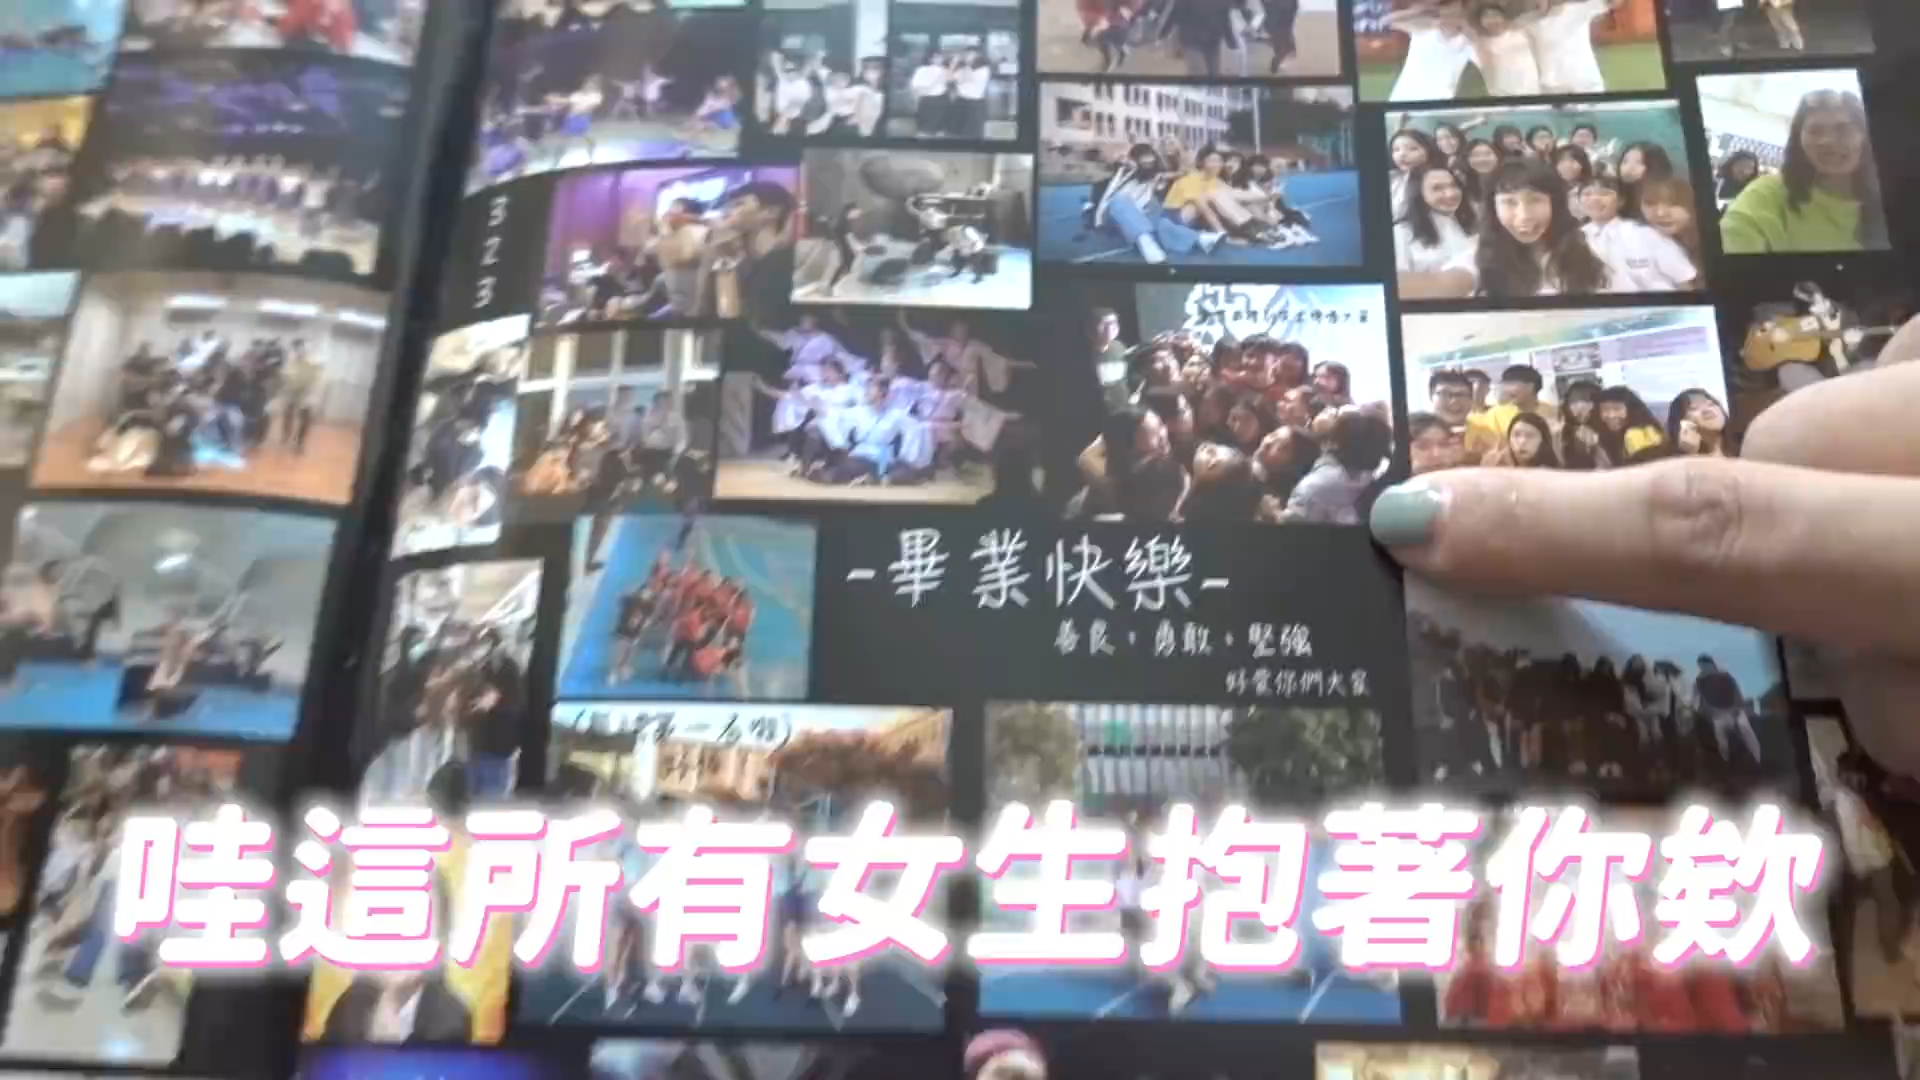 323
-畢業快樂-
善良，勇敢，堅強
好愛你們大家
哇這所有女生抱著你欸